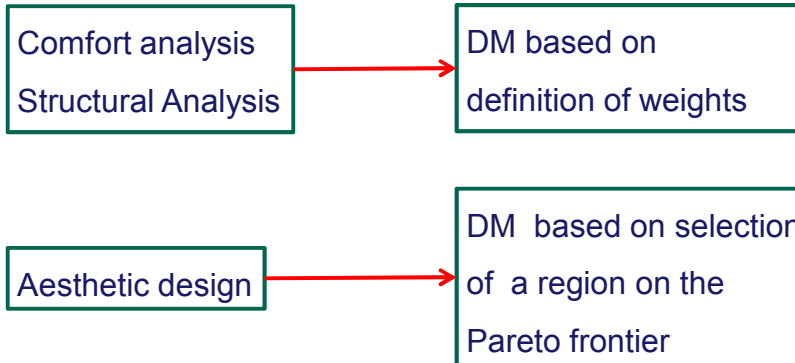 Comfort analysis
Structural Analysis
DM based on
definition of weights
Aesthetic design
DM based on selection
of a region on the
Pareto frontier